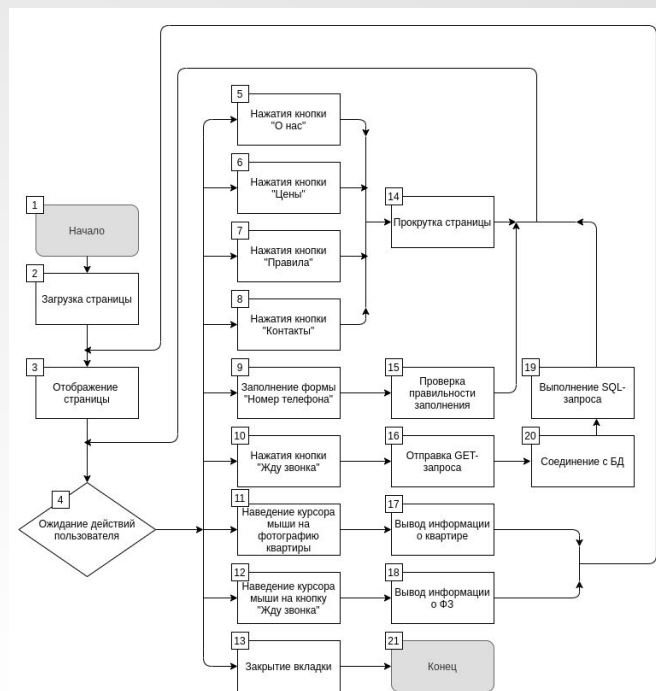 1
Начало
2
Загрузка страницы
3
Отображение
страницы
4
Ожидание действий
пользователя
5
Нажатия кнопки
"О нас"
6
Нажатия кнопки
"Цены"
7
Нажатия кнопки
"Правила"
8
Нажатия кнопки
"Контакты"
9
Заполнение формы
"Номер телефона"
10
Нажатия кнопки
"Жду звонка"
11
Наведение курсора
мыши на
фотографию
квартиры
12
Наведение курсора
мыши на кнопку
"Жду звонка"
13
Закрытие вкладки
14
Прокрутка страницы
15
Проверка
правильности
заполнения
16
Отправка GET-
запроса
17
Вывод информации
о квартире
18
Вывод информации
о ФЗ
19
Выполнение SQL-
запроса
20
Соединение с БД
21
Конец